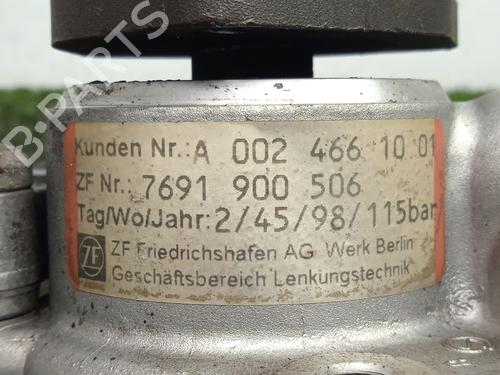 B-PARTS
Kunden Nr.: A 002 466 10 01
ZF Nr.: 7691 900 506
Tag/Wo/Jahr: 2/45/98/115bar
ZF
ZF Friedrichshafen AG Werk Berlin
Geschäftsbereich Lenkungstechnik